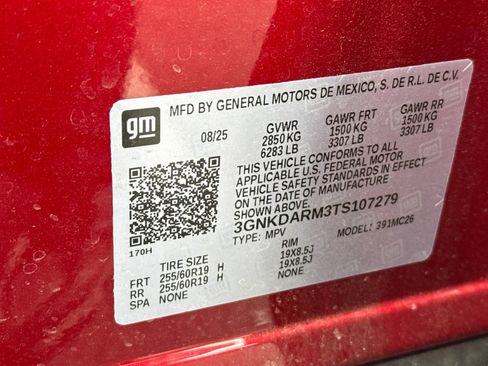 gm
MFD BY GENERAL MOTORS DE MEXICO, S. DE R.L. DE C.V.
08/25 GVWR GAWR FRT GAWR RR
2850 KG 1500 KG 1500 KG
6283 LB 3307 LB 3307 LB
THIS VEHICLE CONFORMS TO ALL
APPLICABLE U.S. FEDERAL MOTOR
VEHICLE SAFETY STANDARDS IN
EFFECT ON THE DATE OF
MANUFACTURE SHOWN ABOVE.
3GNKDARM3TS107279
170H TYPE: MPV MODEL: 391MC26
TIRE SIZE RIM
FRT 255/60R19 H 19X8.5J
RR 255/60R19 H 19X8.5J
SPA NONE NONE